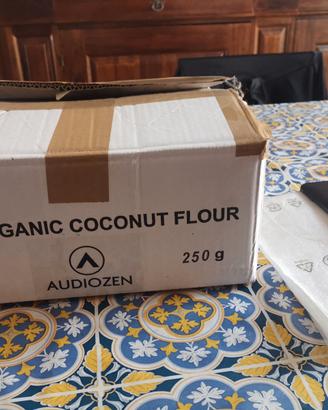 GANIC COCONUT FLOUR
250 g
AUDIOZEN